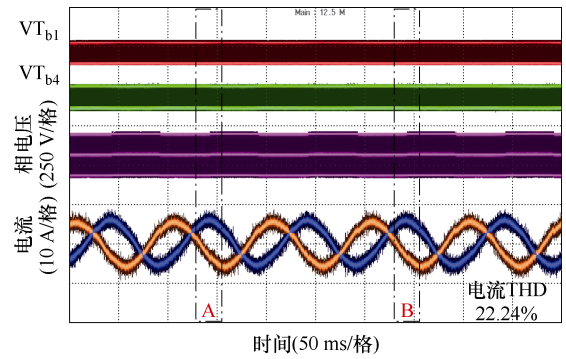 Main : 12.5 M
VTb1
VTb4
相电压
(250 V/格)
电流
(10 A/格)
A
B
电流THD
22.24%
时间(50 ms/格)